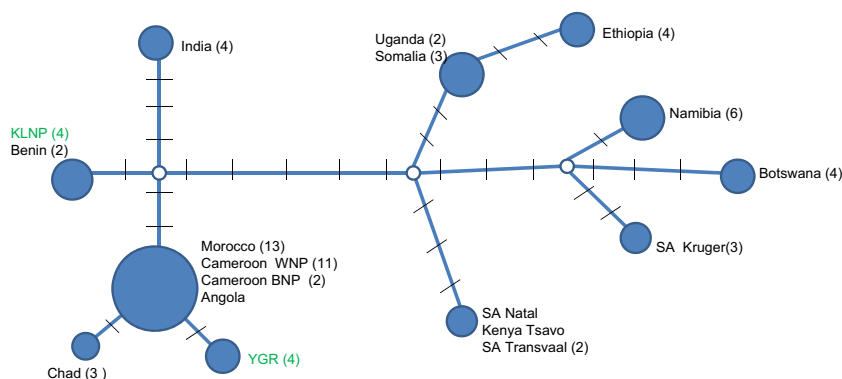 India (4)
KLNP (4)
Benin (2)
Morocco (13)
Cameroon WNP (11)
Cameroon BNP (2)
Angola
Chad (3 )
YGR (4)
Uganda (2)
Somalia (3)
Ethiopia (4)
Namibia (6)
Botswana (4)
SA Kruger(3)
SA Natal
Kenya Tsavo
SA Transvaal (2)